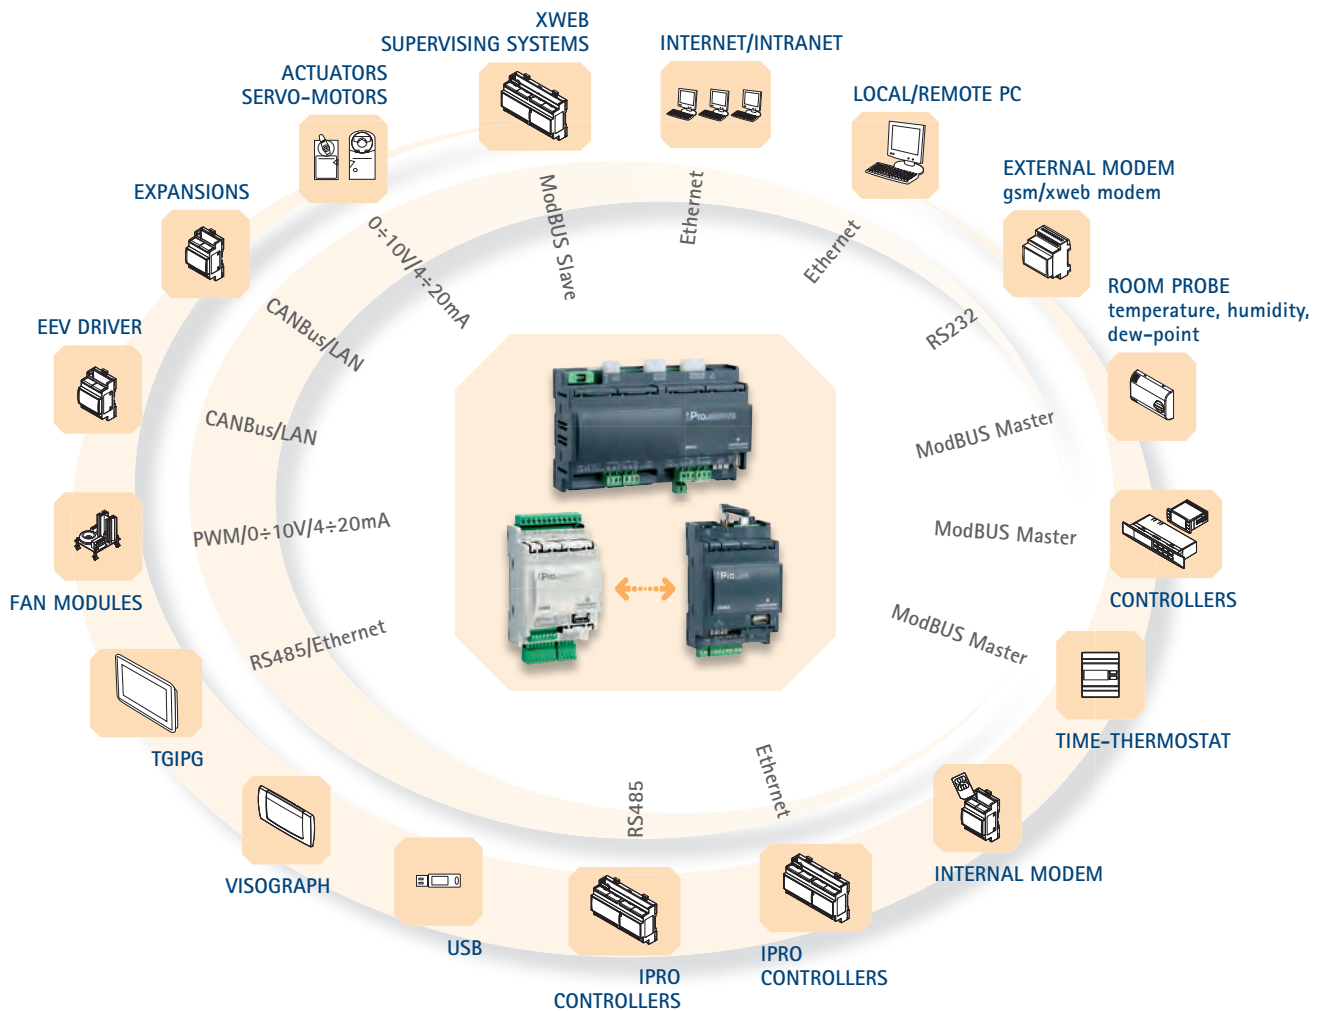 XWEB
SUPERVISING SYSTEMS
INTERNET/INTRANET
ACTUATORS
SERVO-MOTORS
LOCAL/REMOTE PC
EXPANSIONS
EXTERNAL MODEM
gsm/xweb modem
EEV DRIVER
ROOM PROBE
temperature, humidity,
dew-point
0÷10V/4÷20mA
ModBUS Slave
Ethernet
Ethernet
RS232
CANBus/LAN
CANBus/LAN
ModBUS Master
PWM/0÷10V/4÷20mA
ModBUS Master
RS485/Ethernet
ModBUS Master
RS485
Ethernet
iPro
iPro
iPro
FAN MODULES
CONTROLLERS
TGIPG
TIME-THERMOSTAT
VISOGRAPH
INTERNAL MODEM
USB
IPRO
CONTROLLERS
IPRO
CONTROLLERS